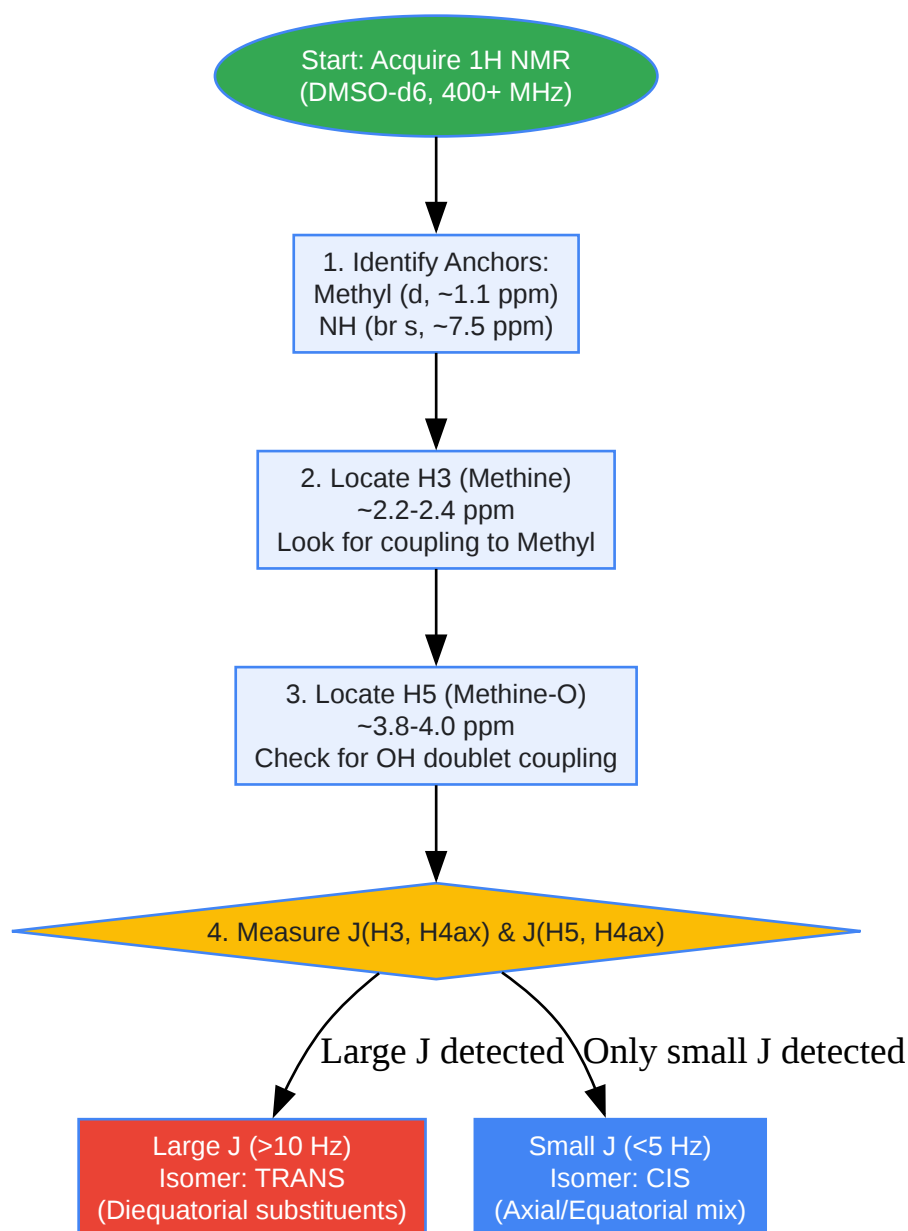 Start: Acquire 1H NMR
(DMSO-d6, 400+ MHz)
1. Identify Anchors:
Methyl (d, ~1.1 ppm)
NH (br s, ~7.5 ppm)
2. Locate H3 (Methine)
~2.2-2.4 ppm
Look for coupling to Methyl
3. Locate H5 (Methine-O)
~3.8-4.0 ppm
Check for OH doublet coupling
4. Measure J(H3, H4ax) & J(H5, H4ax)
Large J detected
Only small J detected
Large J (>10 Hz)
Isomer: TRANS
(Diequatorial substituents)
Small J (<5 Hz)
Isomer: CIS
(Axial/Equatorial mix)